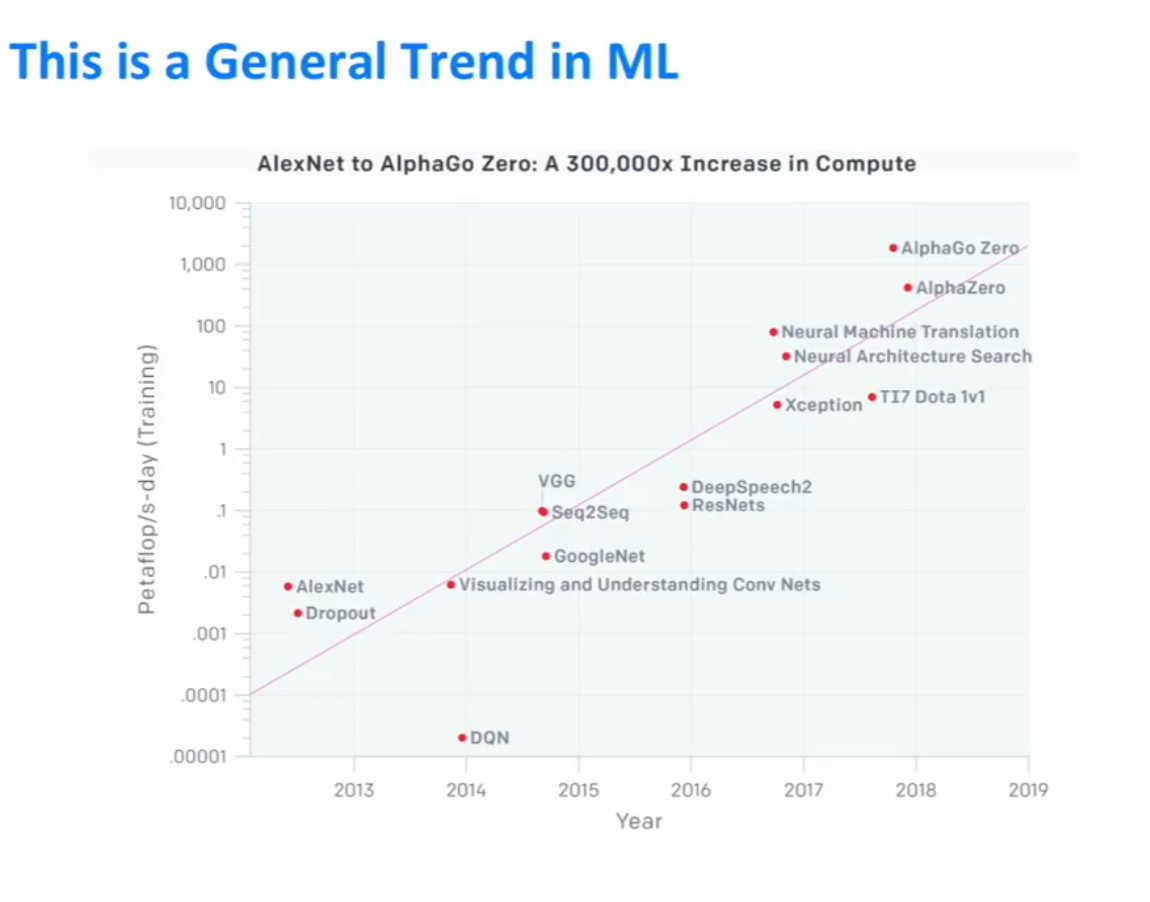 This is a General Trend in ML
AlexNet to AlphaGo Zero: A 300,000x Increase in Compute
10,000
1,000
100
10
1
.1
.01
.001
.0001
.00001
Petaflop/s-day (Training)
AlphaGo Zero
AlphaZero
Neural Machine Translation
Neural Architecture Search
TI7 Dota 1v1
Xception
VGG
DeepSpeech2
ResNets
Seq2Seq
GoogleNet
Visualizing and Understanding Conv Nets
AlexNet
Dropout
DQN
2013 2014 2015 2016 2017 2018 2019
Year